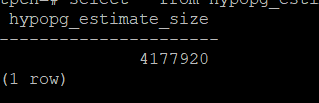 hypopg_estimate_size
----------------------
4177920
(1 row)